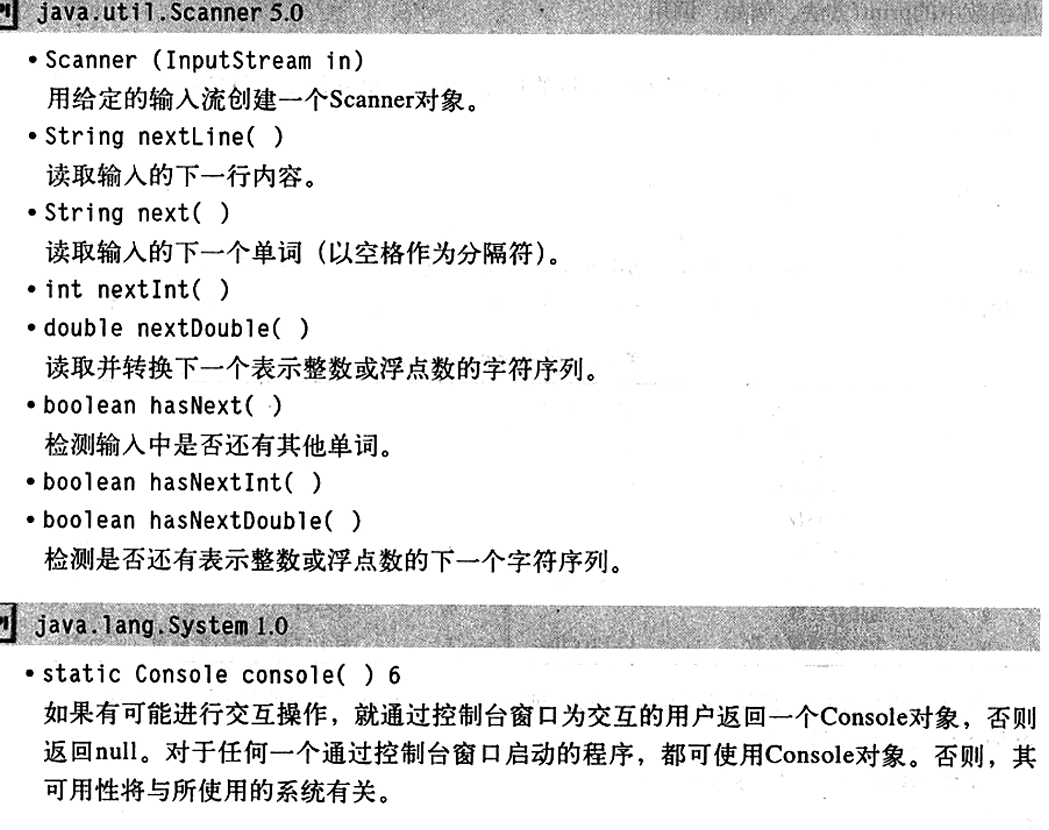 java.util.Scanner 5.0
• Scanner (InputStream in)
用给定的输入流创建一个Scanner对象。
• String nextLine( )
读取输入的下一行内容。
• String next( )
读取输入的下一个单词（以空格作为分隔符）。
• int nextInt( )
• double nextDouble( )
读取并转换下一个表示整数或浮点数的字符序列。
• boolean hasNext( )
检测输入中是否还有其他单词。
• boolean hasNextInt( )
• boolean hasNextDouble( )
检测是否还有表示整数或浮点数的下一个字符序列。
java.lang.System 1.0
• static Console console( ) 6
如果有可能进行交互操作，就通过控制台窗口为交互的用户返回一个Console对象，否则
返回null。对于任何一个通过控制台窗口启动的程序，都可使用Console对象。否则，其
可用性将与所使用的系统有关。